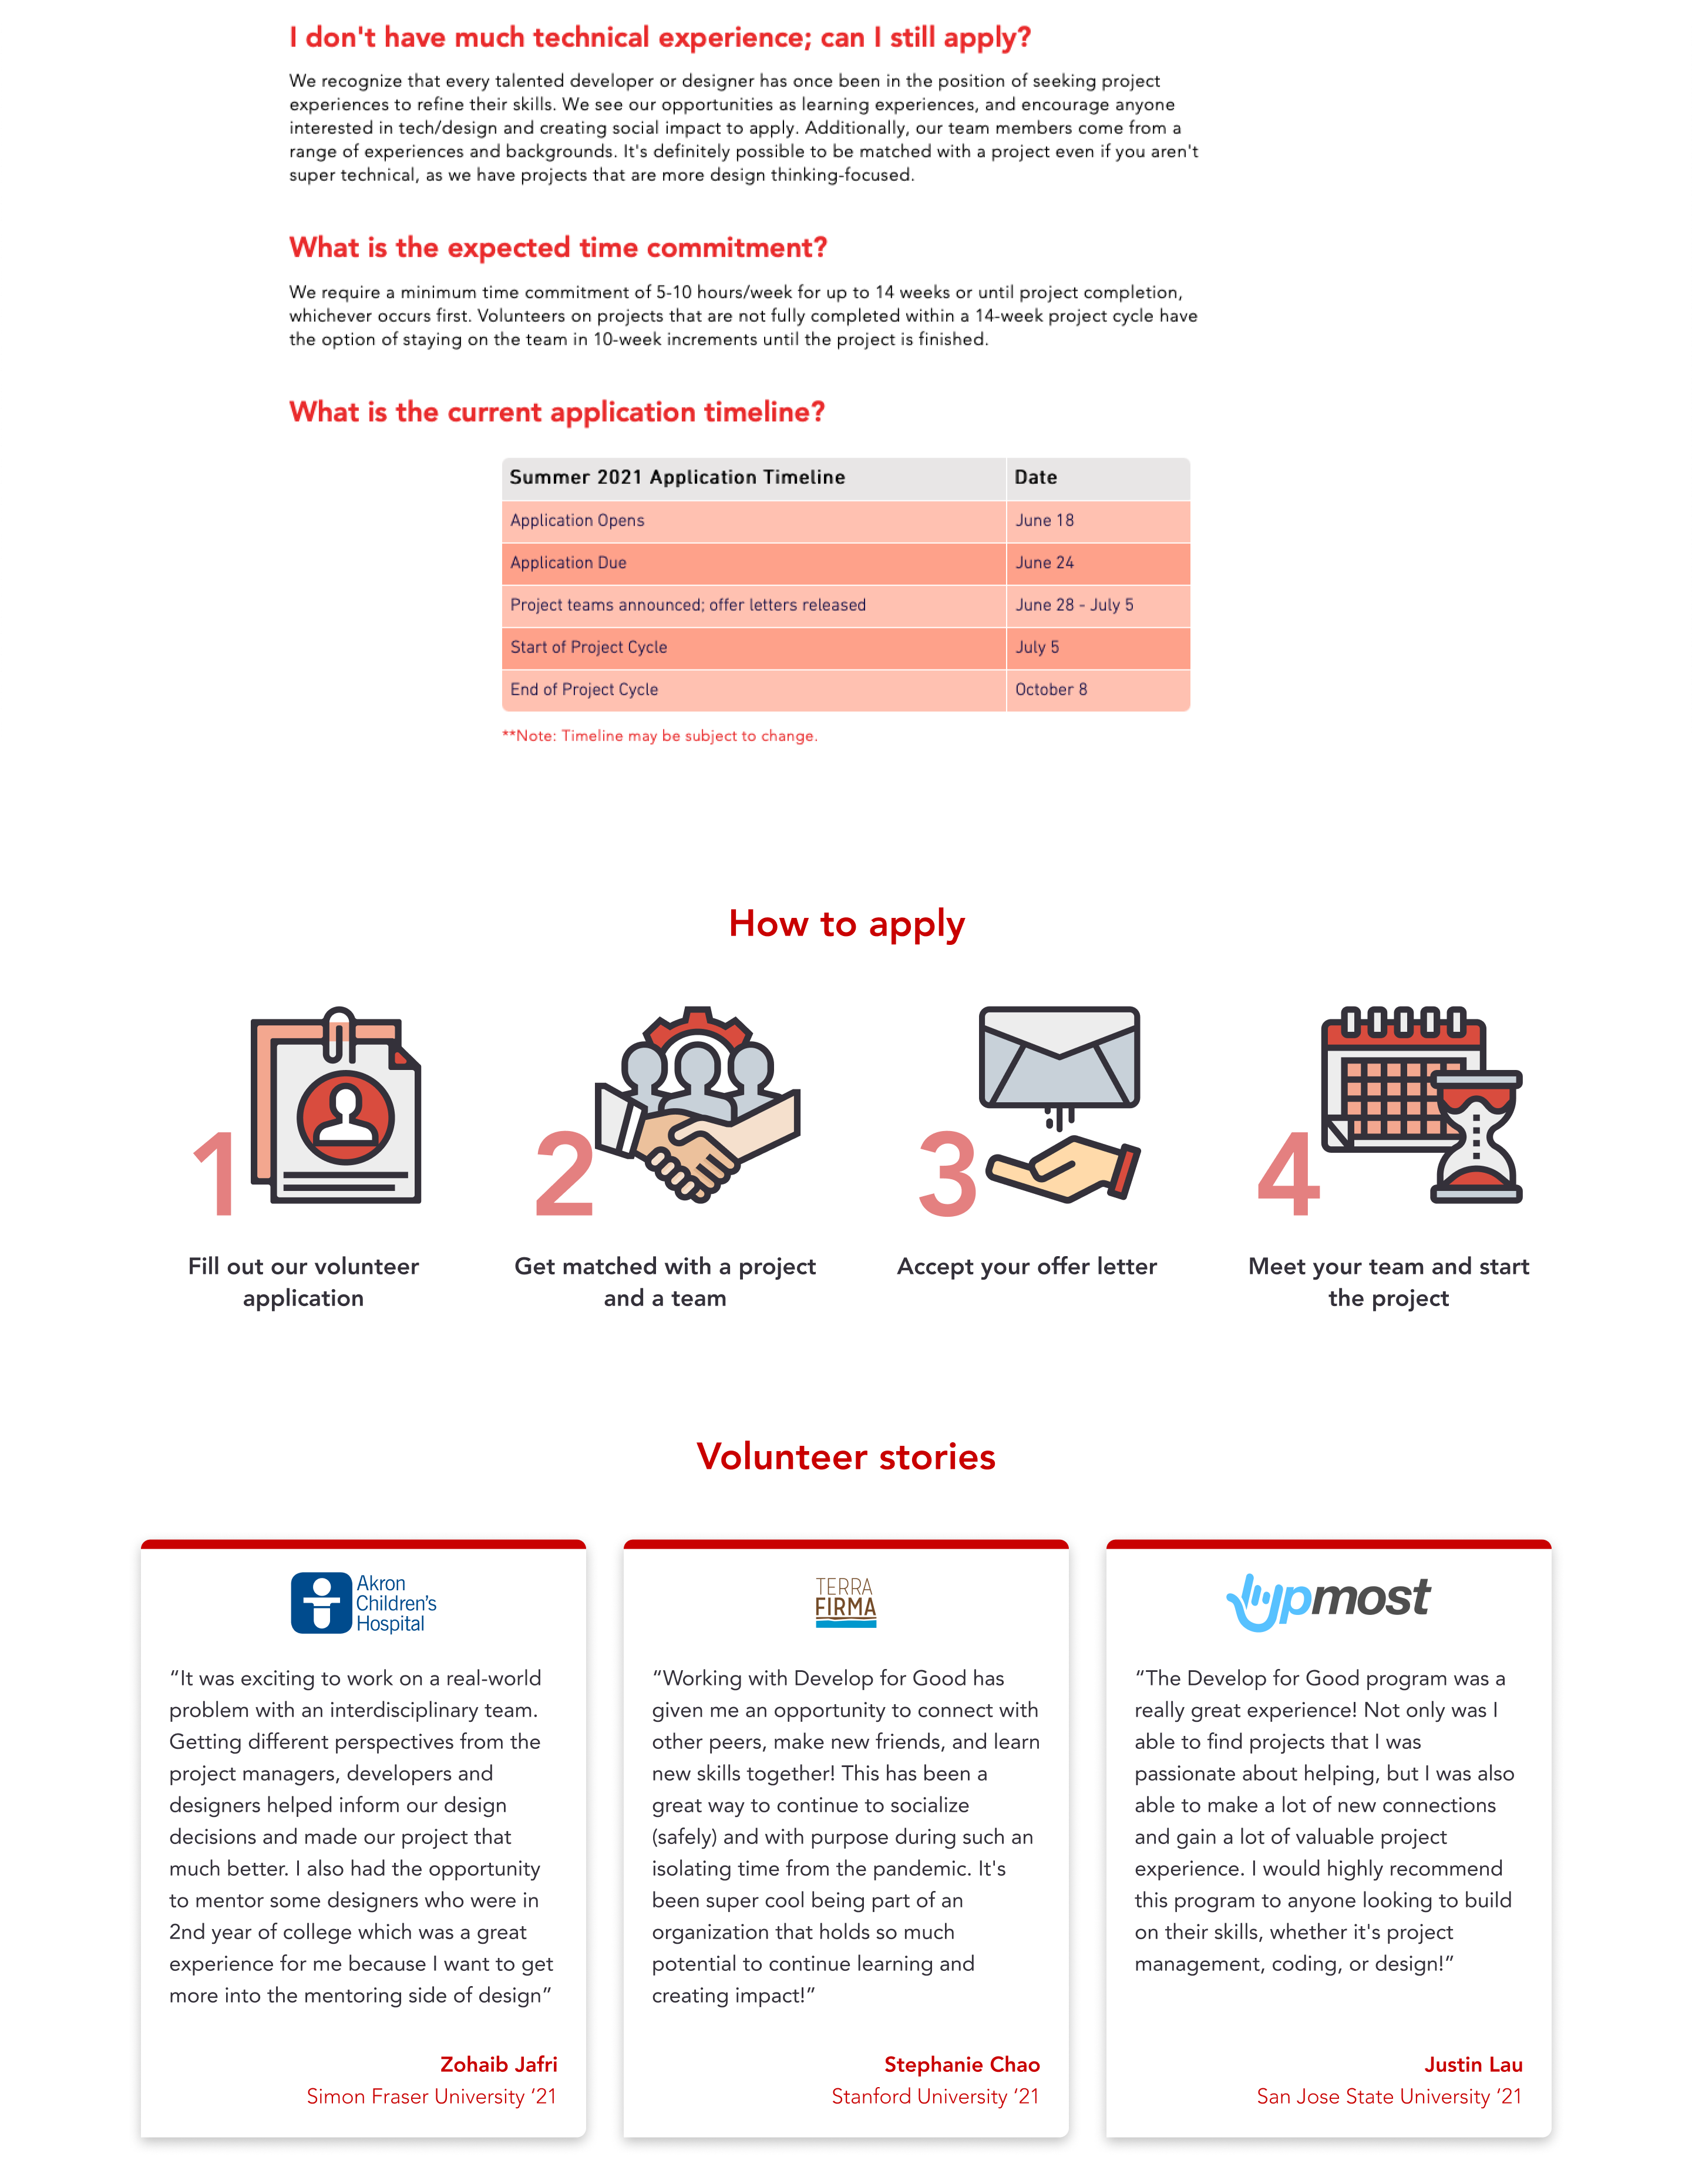 I don't have much technical experience; can I still apply?
We recognize that every talented developer or designer has once been in the position of seeking project
experiences to refine their skills. We see our opportunities as learning experiences, and encourage anyone
interested in tech/design and creating social impact to apply. Additionally, our team members come from a
range of experiences and backgrounds. It's definitely possible to be matched with a project even if you aren't
super technical, as we have projects that are more design thinking-focused.
What is the expected time commitment?
We require a minimum time commitment of 5-10 hours/week for up to 14 weeks or until project completion,
whichever occurs first. Volunteers on projects that are not fully completed within a 14-week project cycle have
the option of staying on the team in 10-week increments until the project is finished.
What is the current application timeline?
Summer 2021 Application Timeline Date
Application Opens June 18
Application Due June 24
Project teams announced; offer letters released June 28 - July 5
Start of Project Cycle July 5
End of Project Cycle October 8
**Note: Timeline may be subject to change.
How to apply
1
Fill out our volunteer
application
2
Get matched with a project
and a team
3
Accept your offer letter
4
Meet your team and start
the project
Volunteer stories
Akron
Children's
Hospital
“It was exciting to work on a real-world
problem with an interdisciplinary team.
Getting different perspectives from the
project managers, developers and
designers helped inform our design
decisions and made our project that
much better. I also had the opportunity
to mentor some designers who were in
2nd year of college which was a great
experience for me because I want to get
more into the mentoring side of design”
Zohaib Jafri
Simon Fraser University ‘21
TERRA
FIRMA
“Working with Develop for Good has
given me an opportunity to connect with
other peers, make new friends, and learn
new skills together! This has been a
great way to continue to socialize
(safely) and with purpose during such an
isolating time from the pandemic. It's
been super cool being part of an
organization that holds so much
potential to continue learning and
creating impact!”
Stephanie Chao
Stanford University ‘21
upmost
“The Develop for Good program was a
really great experience! Not only was I
able to find projects that I was
passionate about helping, but I was also
able to make a lot of new connections
and gain a lot of valuable project
experience. I would highly recommend
this program to anyone looking to build
on their skills, whether it's project
management, coding, or design!”
Justin Lau
San Jose State University ‘21